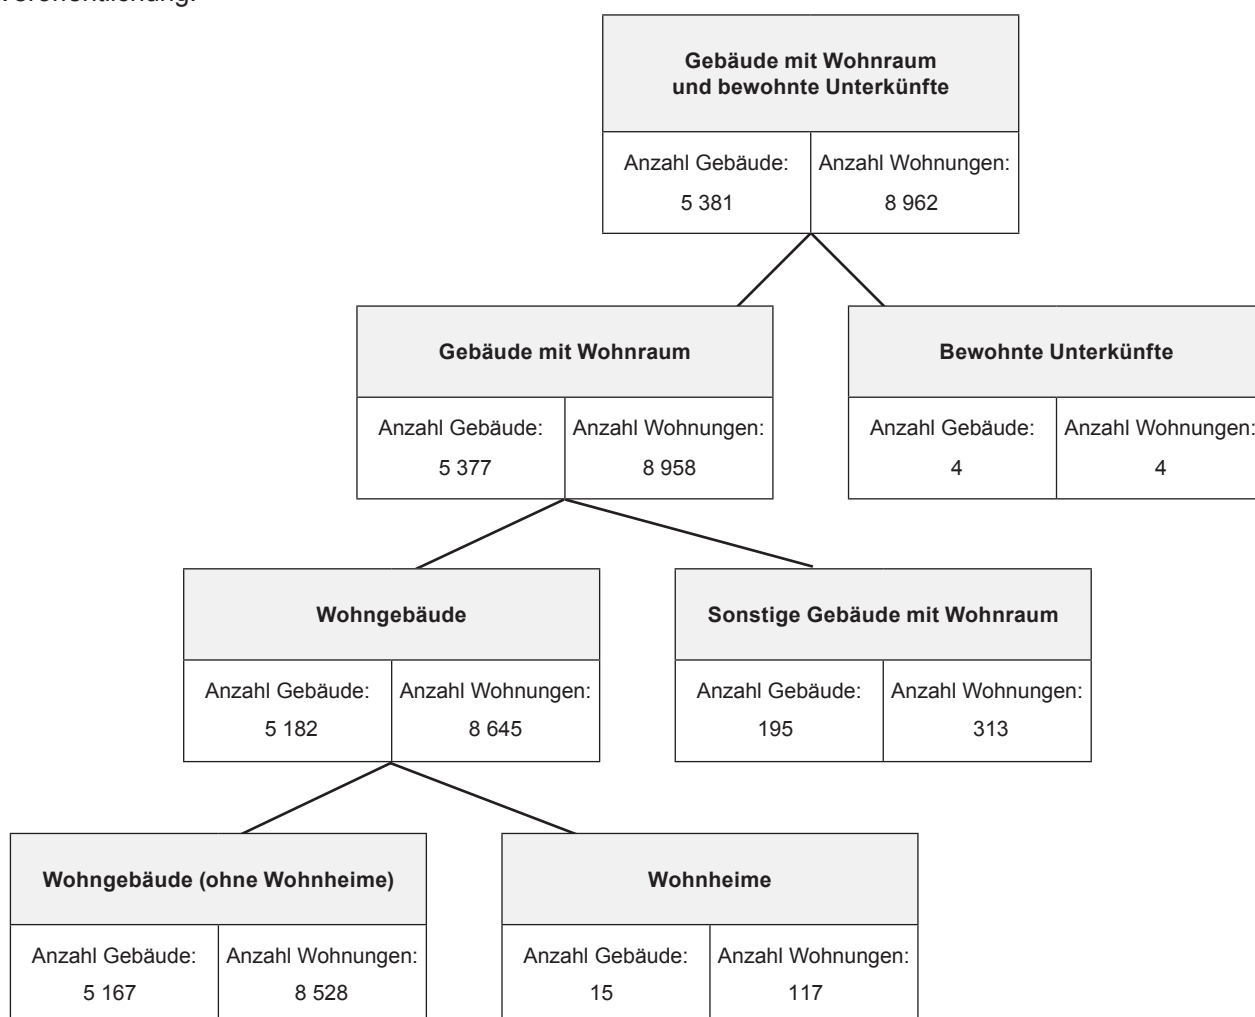 Veröffentlichung.
Gebäude mit Wohnraum
und bewohnte Unterkünfte
Anzahl Gebäude: Anzahl Wohnungen:
5 381 8 962
Gebäude mit Wohnraum Bewohnte Unterkünfte
Anzahl Gebäude: Anzahl Wohnungen: Anzahl Gebäude: Anzahl Wohnungen:
5 377 8 958 4 4
Wohngebäude Sonstige Gebäude mit Wohnraum
Anzahl Gebäude: Anzahl Wohnungen: Anzahl Gebäude: Anzahl Wohnungen:
5 182 8 645 195 313
Wohngebäude (ohne Wohnheime) Wohnheime
Anzahl Gebäude: Anzahl Wohnungen: Anzahl Gebäude: Anzahl Wohnungen:
5 167 8 528 15 117